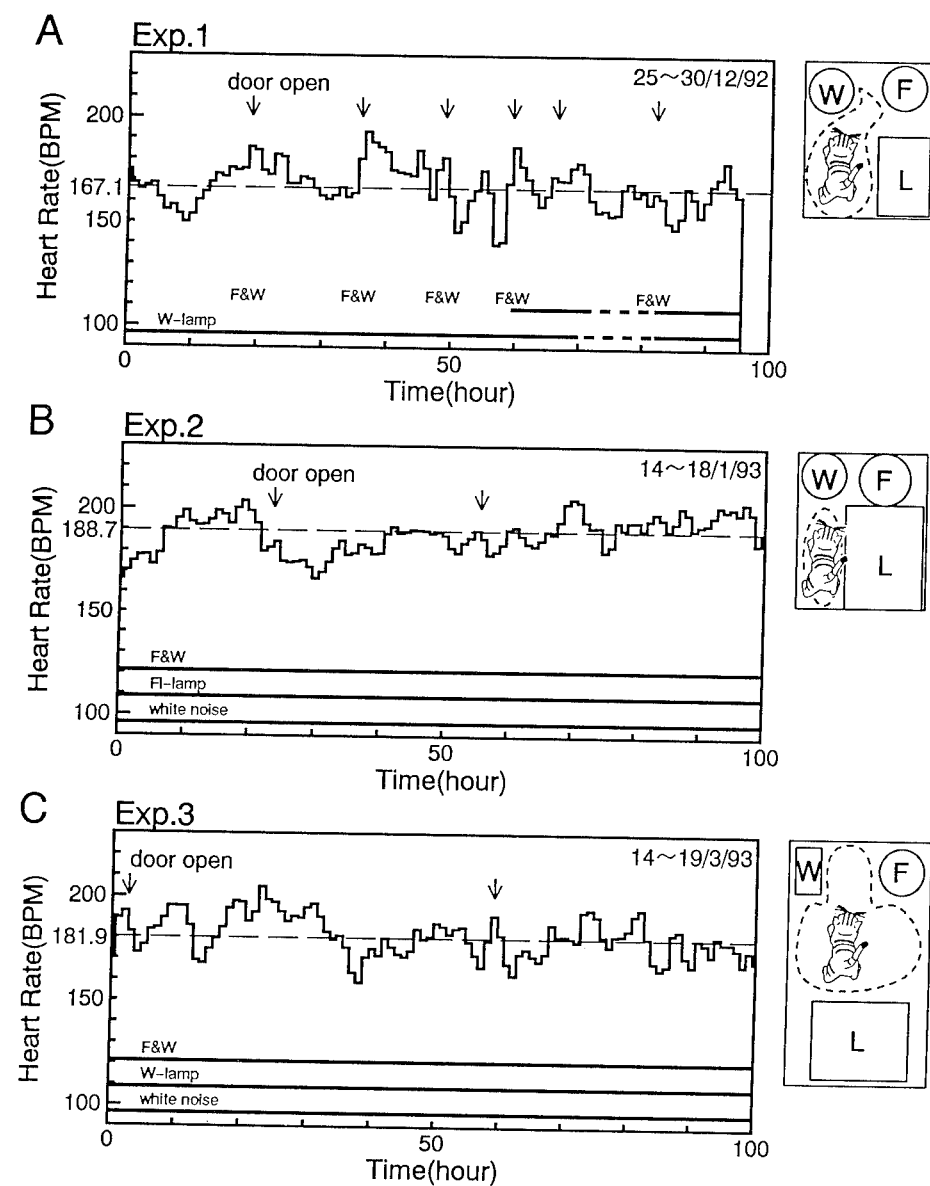 A
Exp.1
door open
25~30/12/92
Heart Rate(BPM)
200
167.1
150
100
F&W F&W F&W F&W F&W
W-lamp
0 50 100
Time(hour)
W F
L
B
Exp.2
door open
14~18/1/93
Heart Rate(BPM)
200
188.7
150
100
F&W
Fl-lamp
white noise
0 50 100
Time(hour)
W F
L
C
Exp.3
door open
14~19/3/93
Heart Rate(BPM)
200
181.9
150
100
F&W
W-lamp
white noise
0 50 100
Time(hour)
W F
L